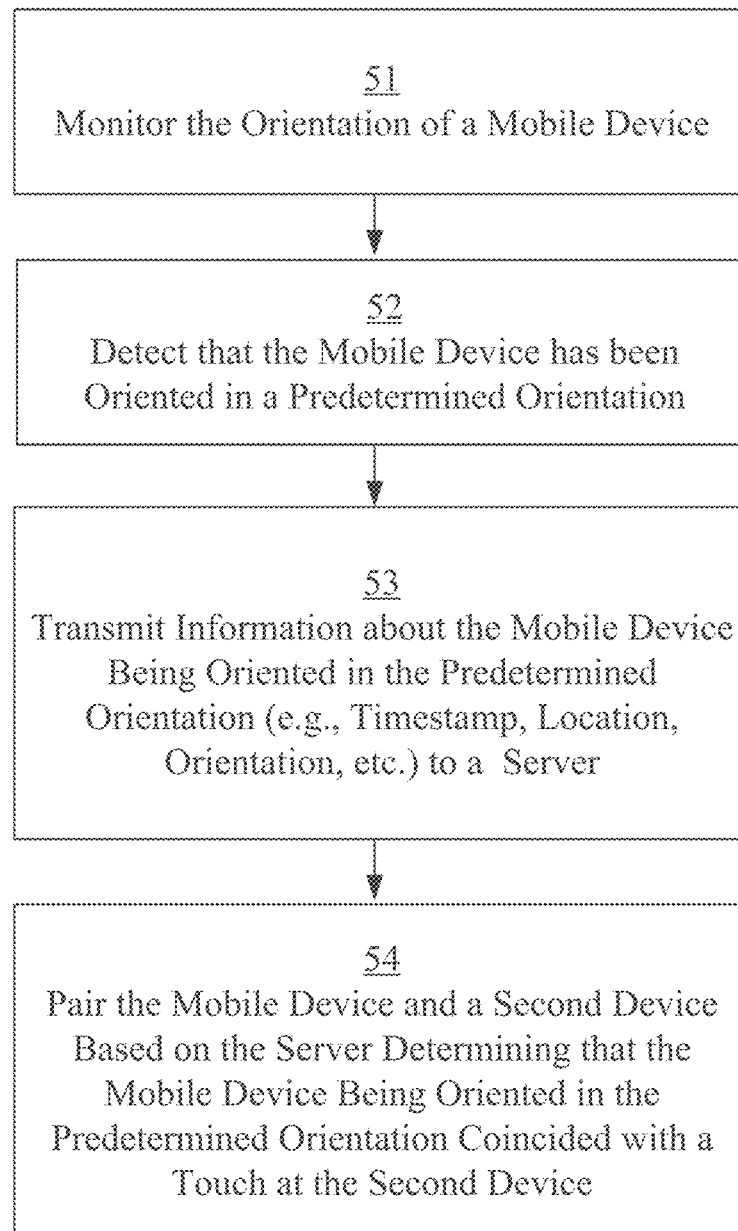 51
Monitor the Orientation of a Mobile Device
52
Detect that the Mobile Device has been
Oriented in a Predetermined Orientation
53
Transmit Information about the Mobile Device
Being Oriented in the Predetermined
Orientation (e.g., Timestamp, Location,
Orientation, etc.) to a Server
54
Pair the Mobile Device and a Second Device
Based on the Server Determining that the
Mobile Device Being Oriented in the
Predetermined Orientation Coincided with a
Touch at the Second Device